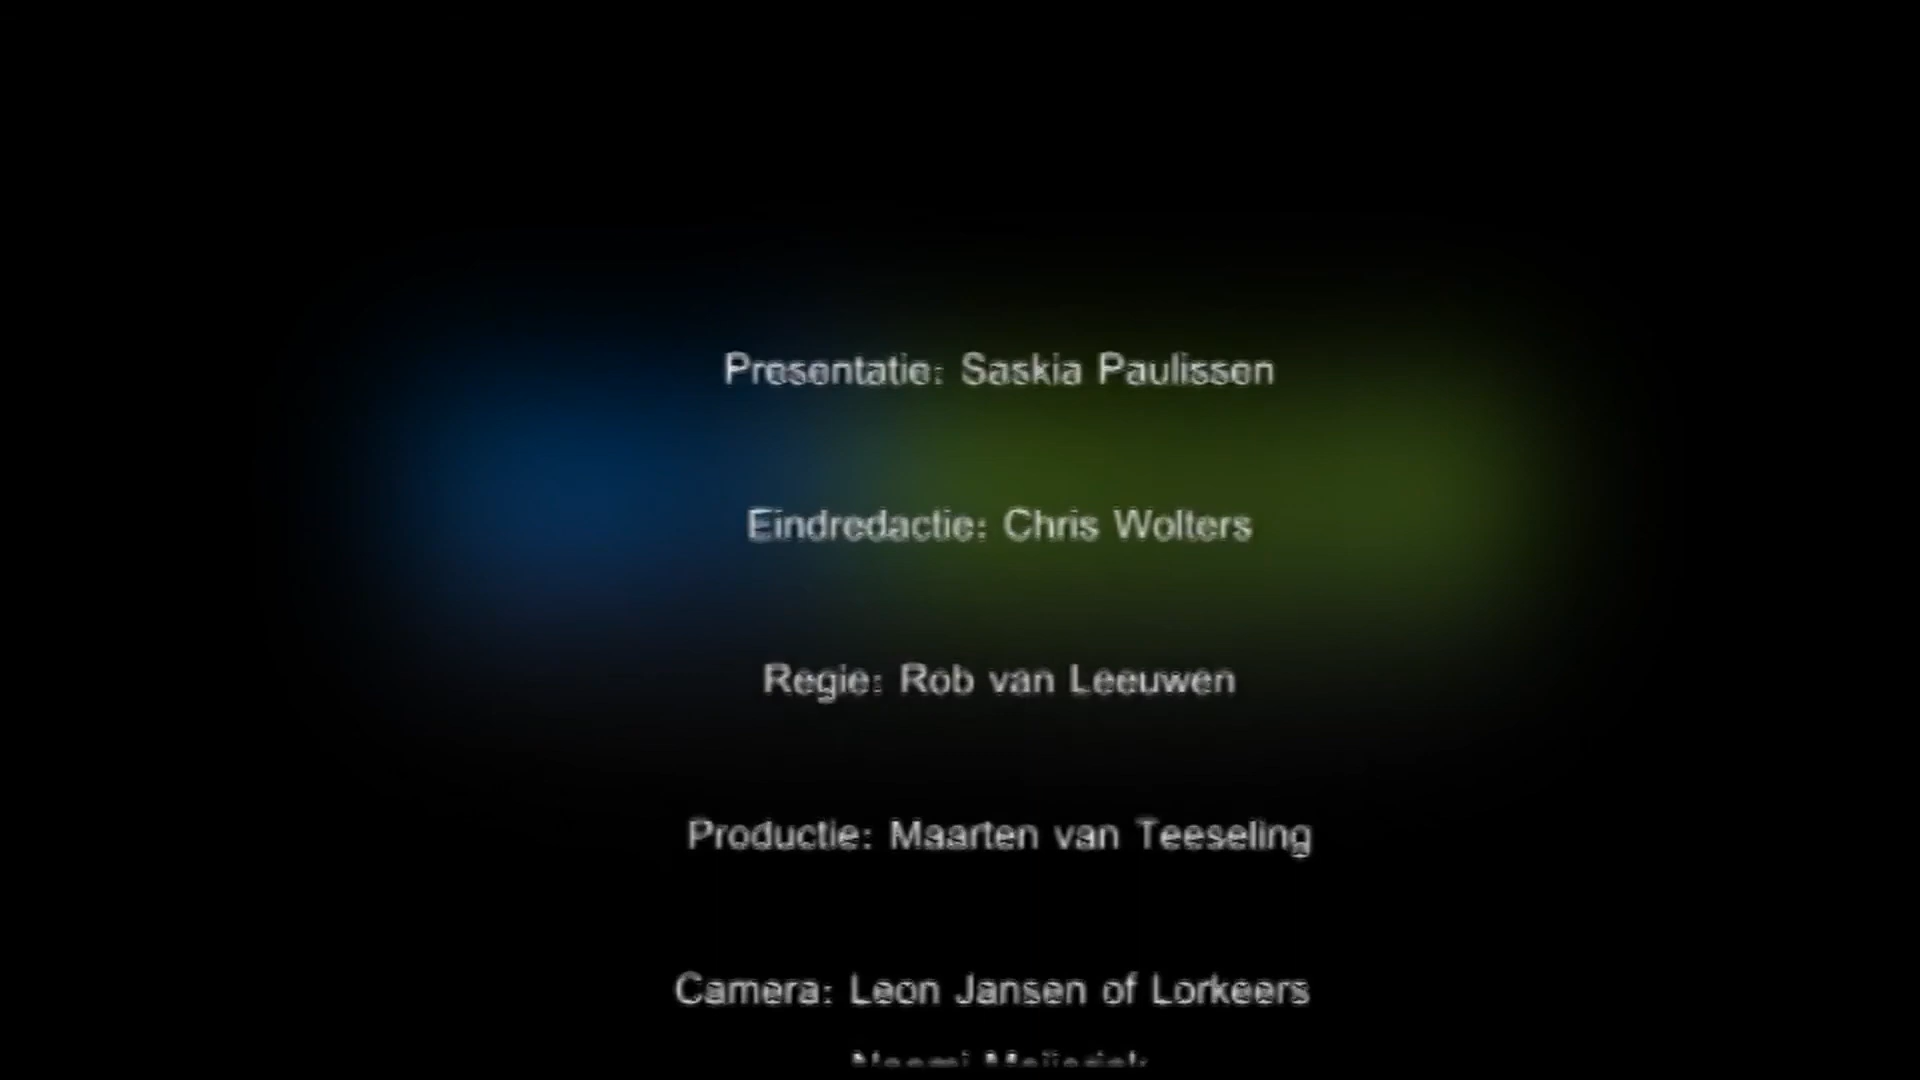 Presentatie: Saskia Paulissen
Eindredactie: Chris Wolters
Regie: Rob van Leeuwen
Productie: Maarten van Teeseling
Camera: Leon Jansen of Lorkeers